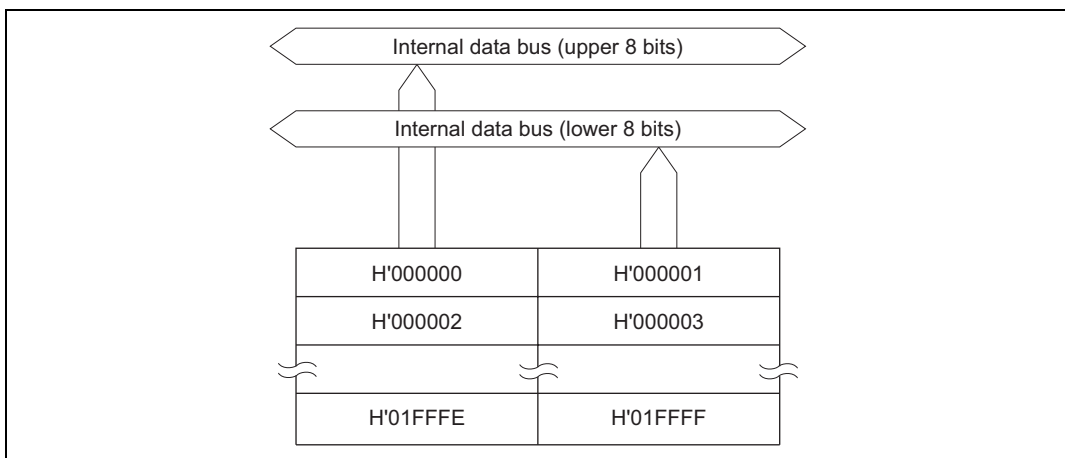 Internal data bus (upper 8 bits)
Internal data bus (lower 8 bits)
H'000000 H'000001
H'000002 H'000003
H'01FFFE H'01FFFF